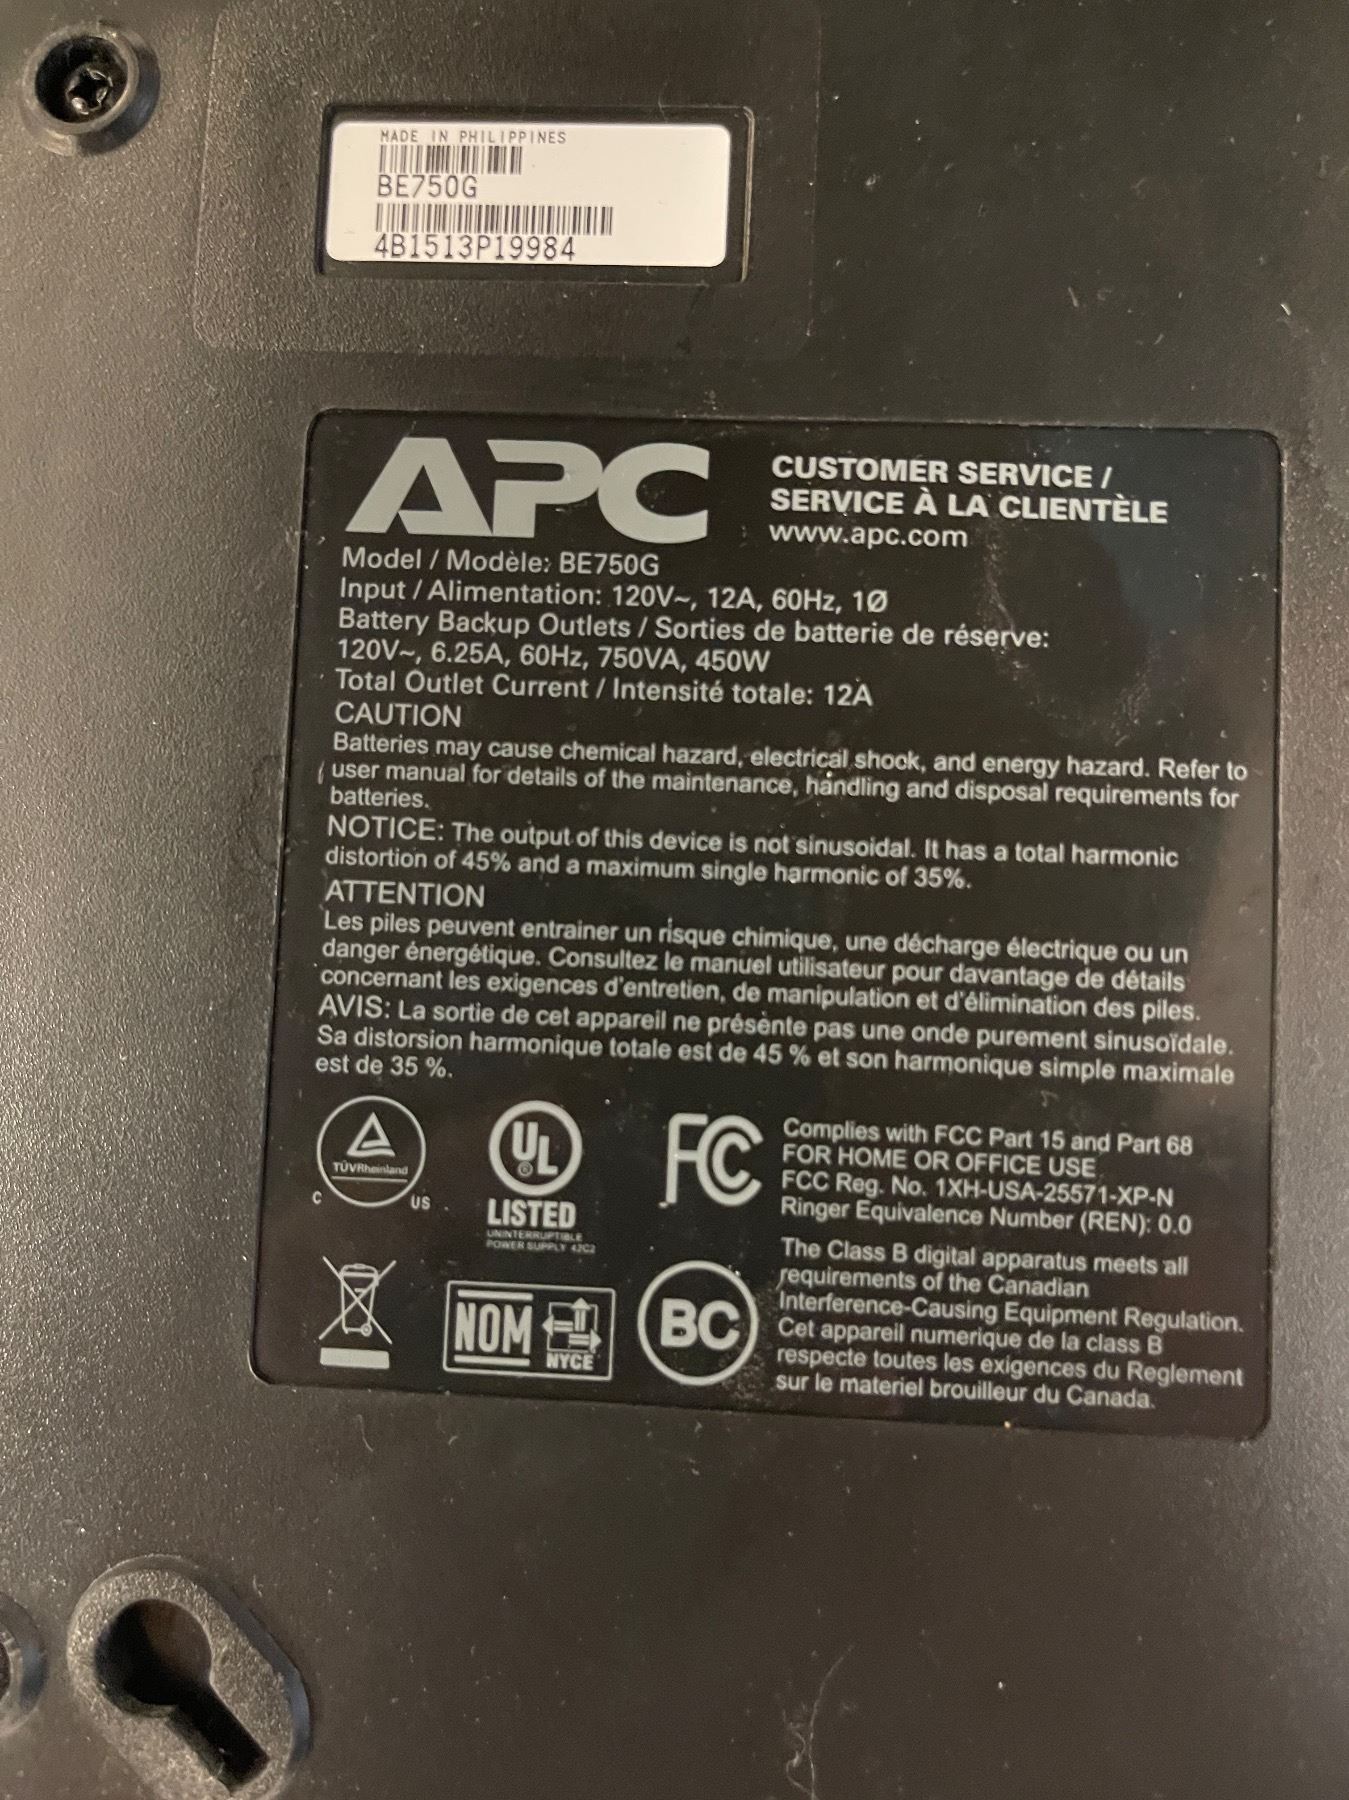 MADE IN PHILIPPINES
BE750G
4B1513P19984
APC
CUSTOMER SERVICE /
SERVICE À LA CLIENTÈLE
www.apc.com
Model / Modèle: BE750G
Input / Alimentation: 120V~, 12A, 60Hz, 1Ø
Battery Backup Outlets / Sorties de batterie de réserve:
120V~, 6.25A, 60Hz, 750VA, 450W
Total Outlet Current / Intensité totale: 12A
CAUTION
Batteries may cause chemical hazard, electrical shock, and energy hazard. Refer to
user manual for details of the maintenance, handling and disposal requirements for
batteries.
NOTICE: The output of this device is not sinusoidal. It has a total harmonic
distortion of 45% and a maximum single harmonic of 35%.
ATTENTION
Les piles peuvent entrainer un risque chimique, une décharge électrique ou un
danger énergétique. Consultez le manuel utilisateur pour davantage de détails
concernant les exigences d'entretien, de manipulation et d'élimination des piles.
AVIS: La sortie de cet appareil ne présente pas une onde purement sinusoïdale.
Sa distorsion harmonique totale est de 45 % et son harmonique simple maximale
est de 35 %.
TÜVRheinland
C US
UL
®
LISTED
UNINTERRUPTIBLE
POWER SUPPLY 42C2
FC
Complies with FCC Part 15 and Part 68
FOR HOME OR OFFICE USE
FCC Reg. No. 1XH-USA-25571-XP-N
Ringer Equivalence Number (REN): 0.0
NOM
NYCE
BC
The Class B digital apparatus meets all
requirements of the Canadian
Interference-Causing Equipment Regulation.
Cet appareil numerique de la class B
respecte toutes les exigences du Reglement
sur le materiel brouilleur du Canada.